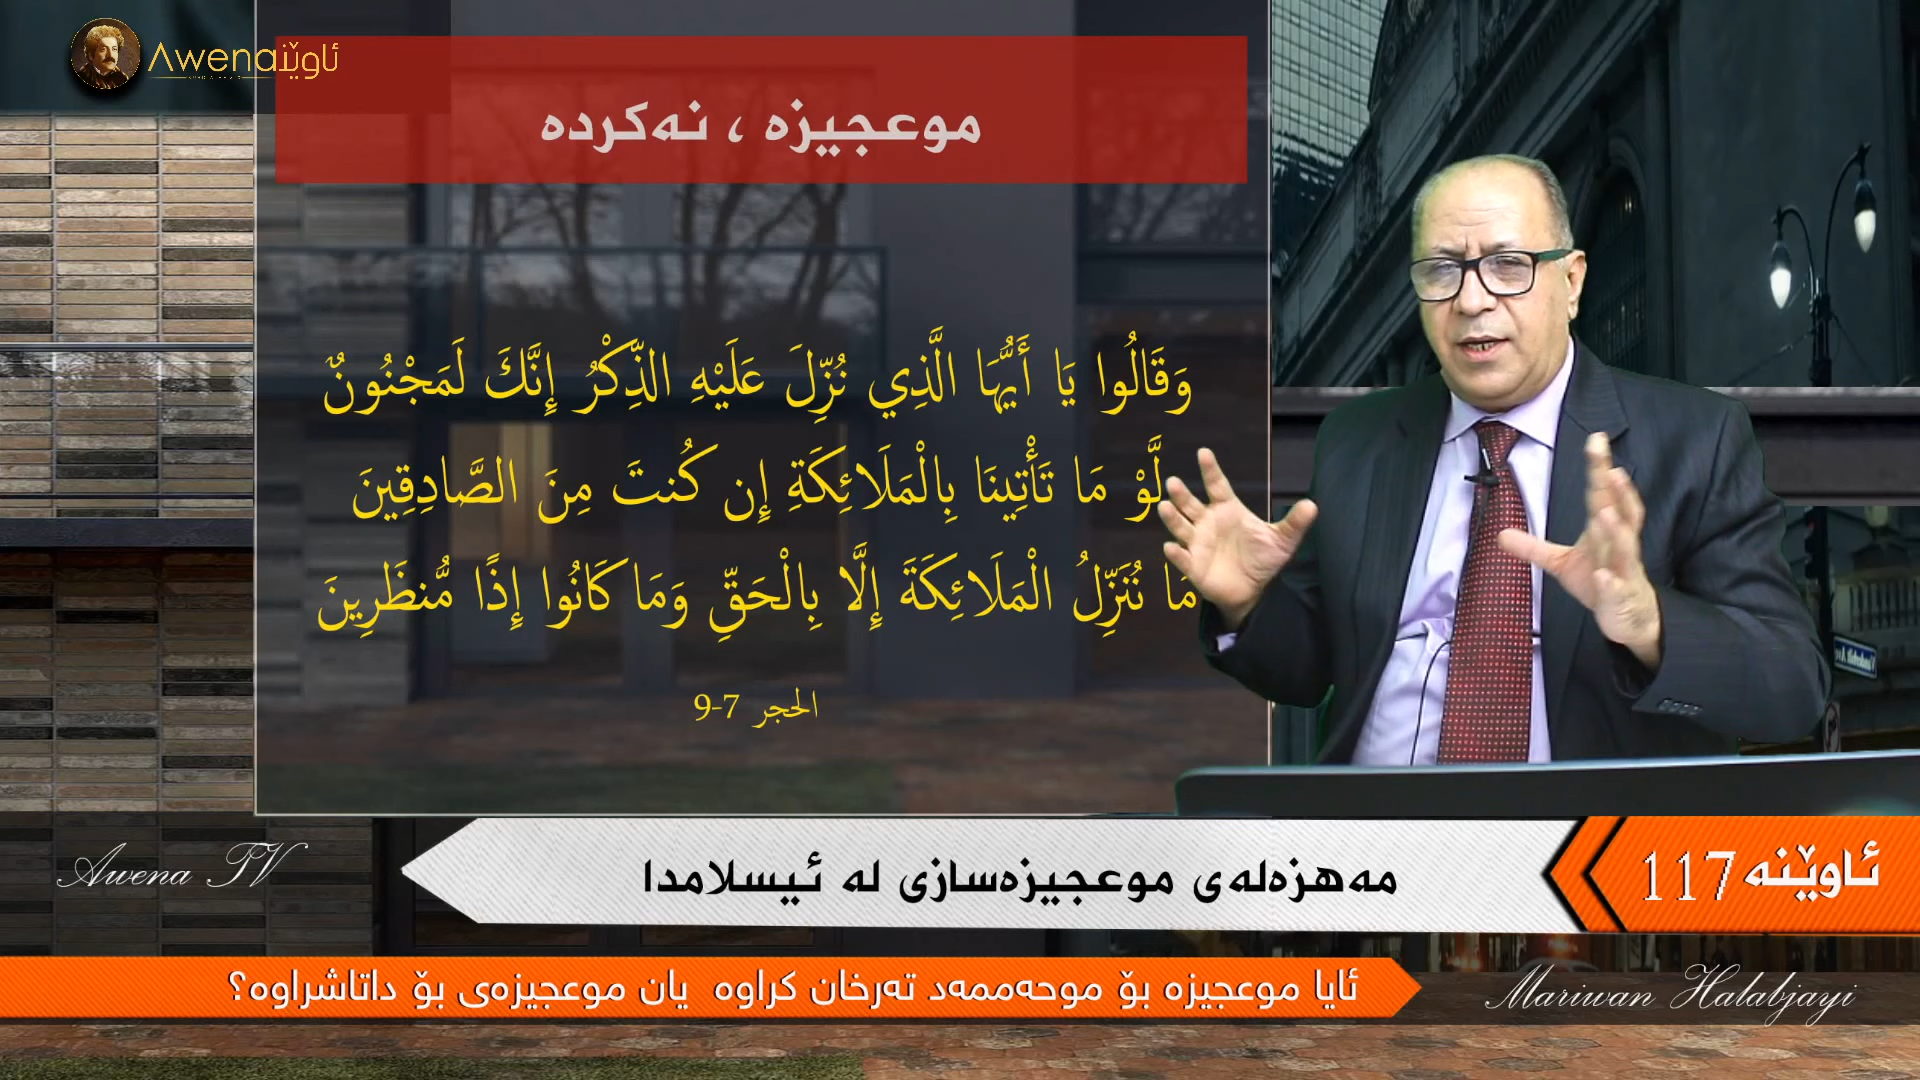 Awena ئاوێنە
موعجیزە ، نەکردە
وَقَالُوا يَا أَيُّهَا الَّذِي نُزِّلَ عَلَيْهِ الذِّكْرُ إِنَّكَ لَمَجْنُونٌ
لَّوْ مَا تَأْتِينَا بِالْمَلَائِكَةِ إِن كُنتَ مِنَ الصَّادِقِينَ
مَا نُنَزِّلُ الْمَلَائِكَةَ إِلَّا بِالْحَقِّ وَمَا كَانُوا إِذًا مُّنظَرِينَ
الحجر 7-9
ئاوێنە 117
مەهزەلەی موعجیزەسازی لە ئیسلامدا
Awena TV
ئایا موعجیزە بۆ موحەممەد تەرخان کراوە یان موعجیزەی بۆ داتاشراوە؟
Mariwan Halabjayi